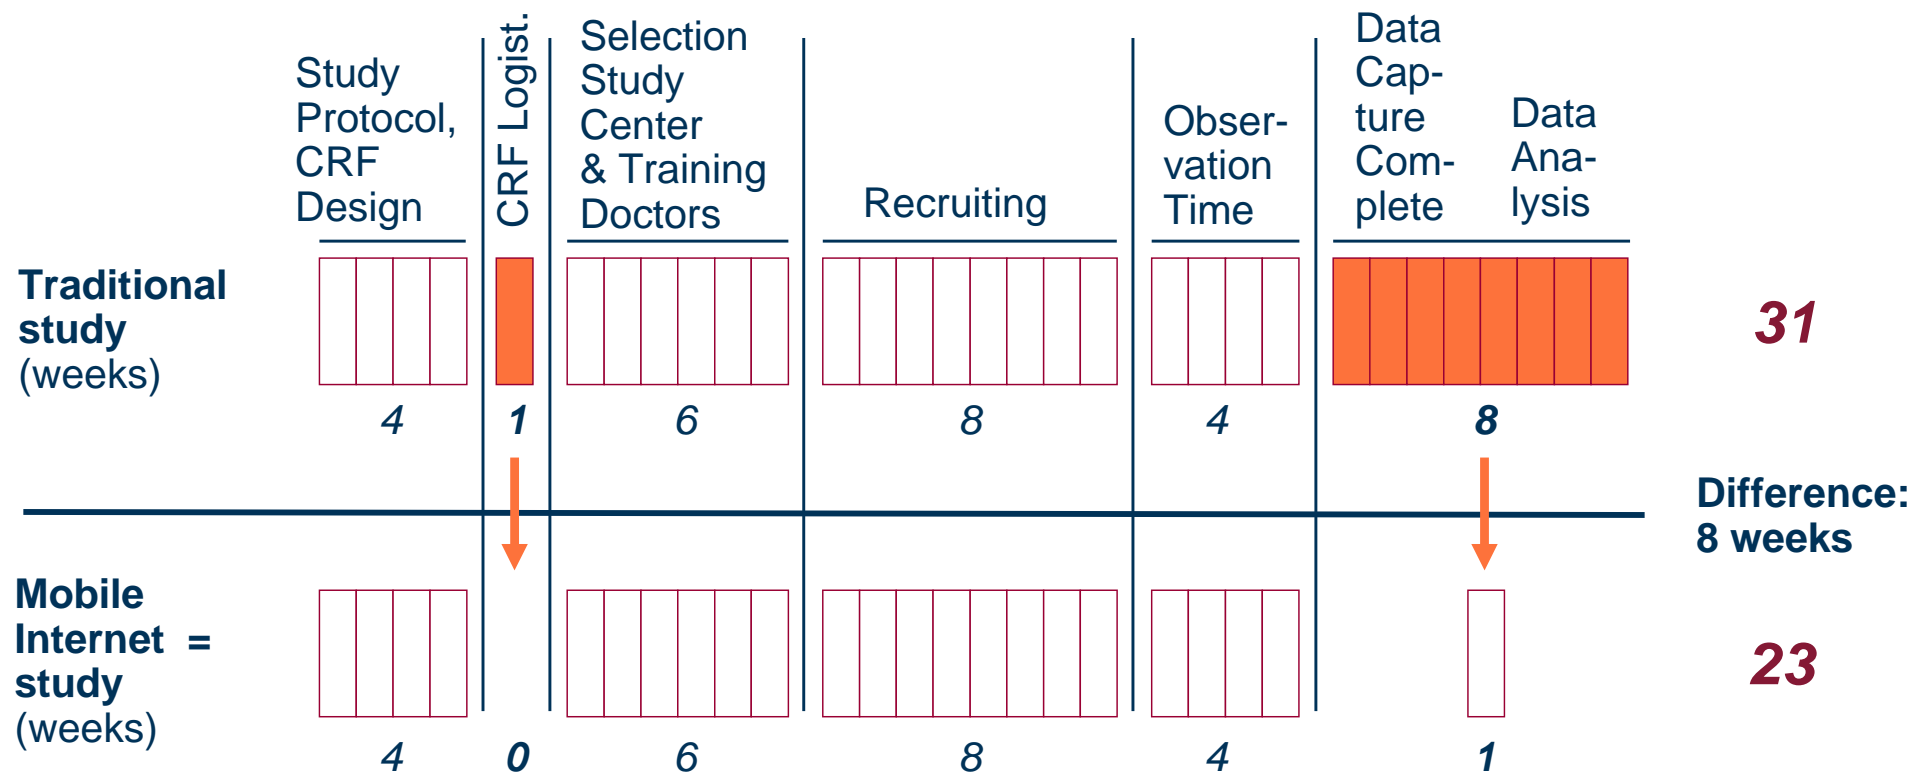 Study
Protocol,
CRF
Design
CRF Logist.
Selection
Study
Center
& Training
Doctors
Recruiting
Obser-
vation
Time
Data
Cap-
ture
Com-
plete
Data
Ana-
lysis
Traditional
study
(weeks)
4
1
6
8
4
8
31
Difference:
8 weeks
Mobile
Internet =
study
(weeks)
4
0
6
8
4
1
23